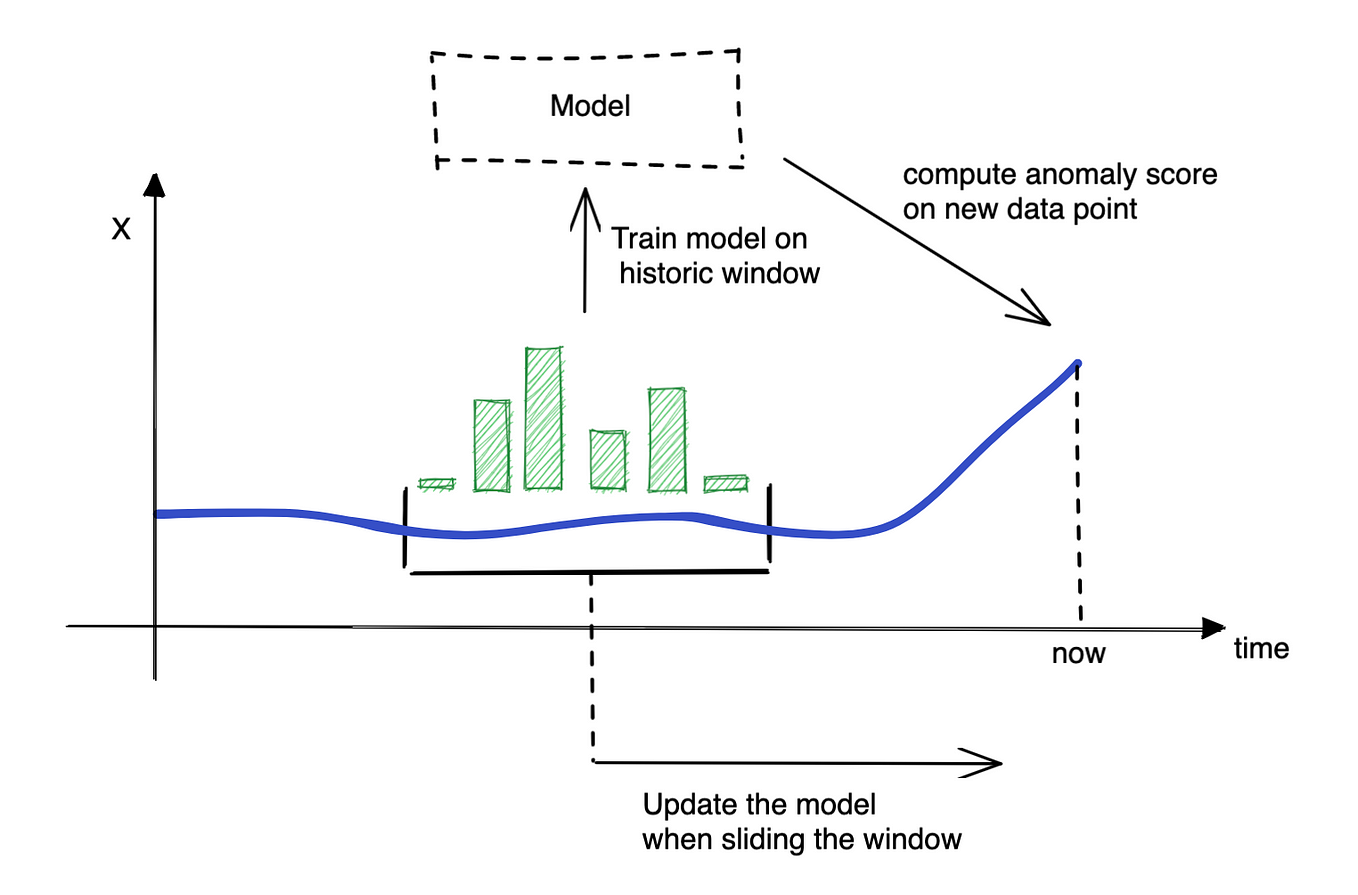 Model
compute anomaly score
on new data point
X
Train model on
historic window
now
time
Update the model
when sliding the window